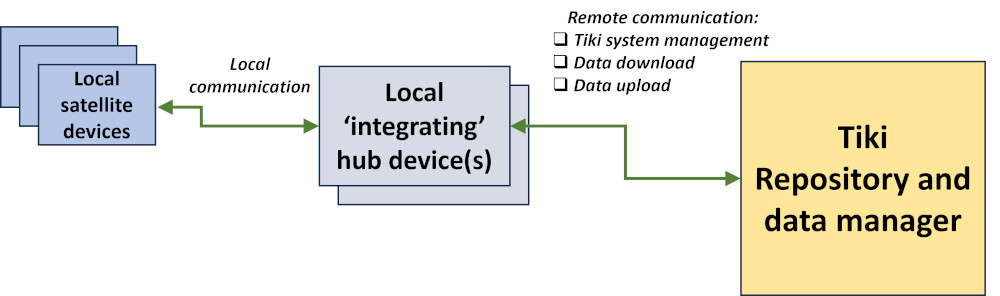 Local
satellite
devices
Local
communication
Local
‘integrating’
hub device(s)
Remote communication:
❑ Tiki system management
❑ Data download
❑ Data upload
Tiki
Repository and
data manager